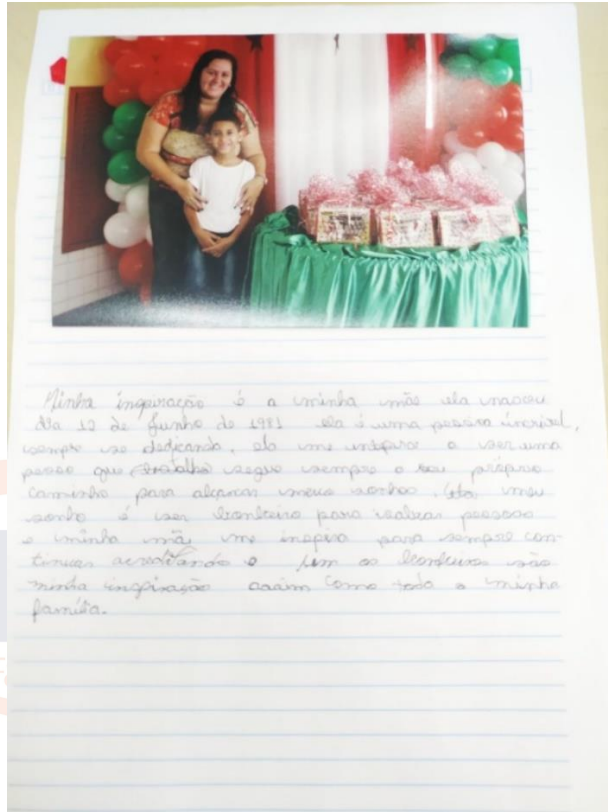 Minha inspiração é a minha mãe ela nasceu
dia 12 de Junho de 1981 ela é uma pessoa incrível,
sempre se dedicando, ela me inspira a ser uma
pessoa que trabalha segue sempre o seu próprio
caminho para alçancar meus sonhos. meu
sonho é ser bombeiro para salvar pessoas
e minha mãe me inspira para sempre con-
tinuar acreditando e sim os bombeiros são
minha inspiração assim como toda a minha
família.